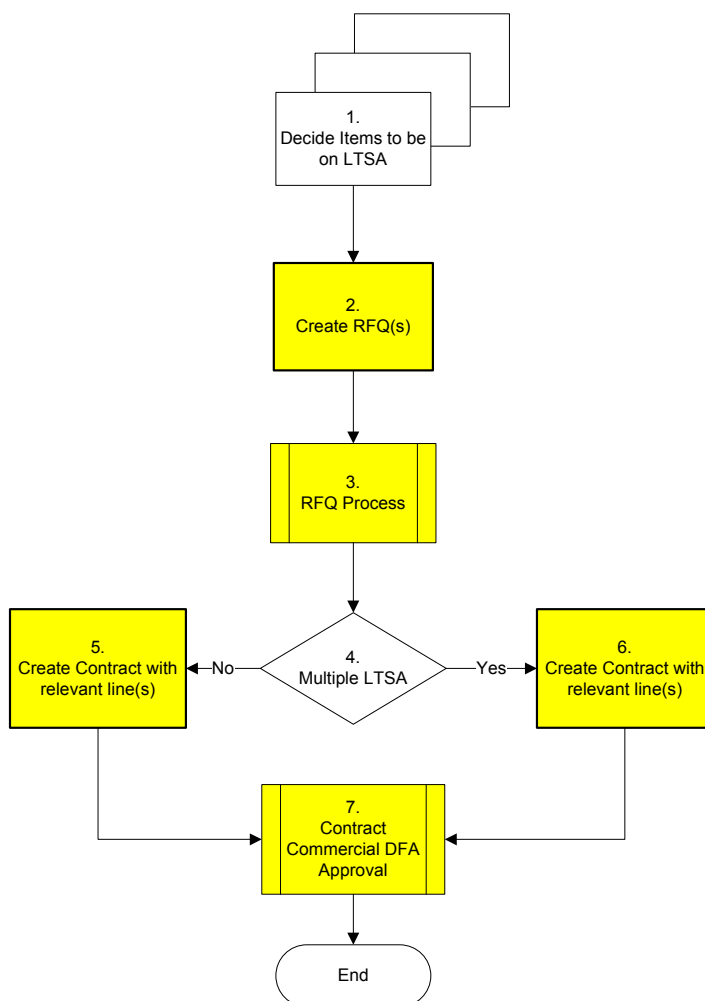 1.
Decide Items to be
on LTSA
2.
Create RFQ(s)
3.
RFQ Process
4.
Multiple LTSA
No
Yes
5.
Create Contract with
relevant line(s)
6.
Create Contract with
relevant line(s)
7.
Contract
Commercial DFA
Approval
End